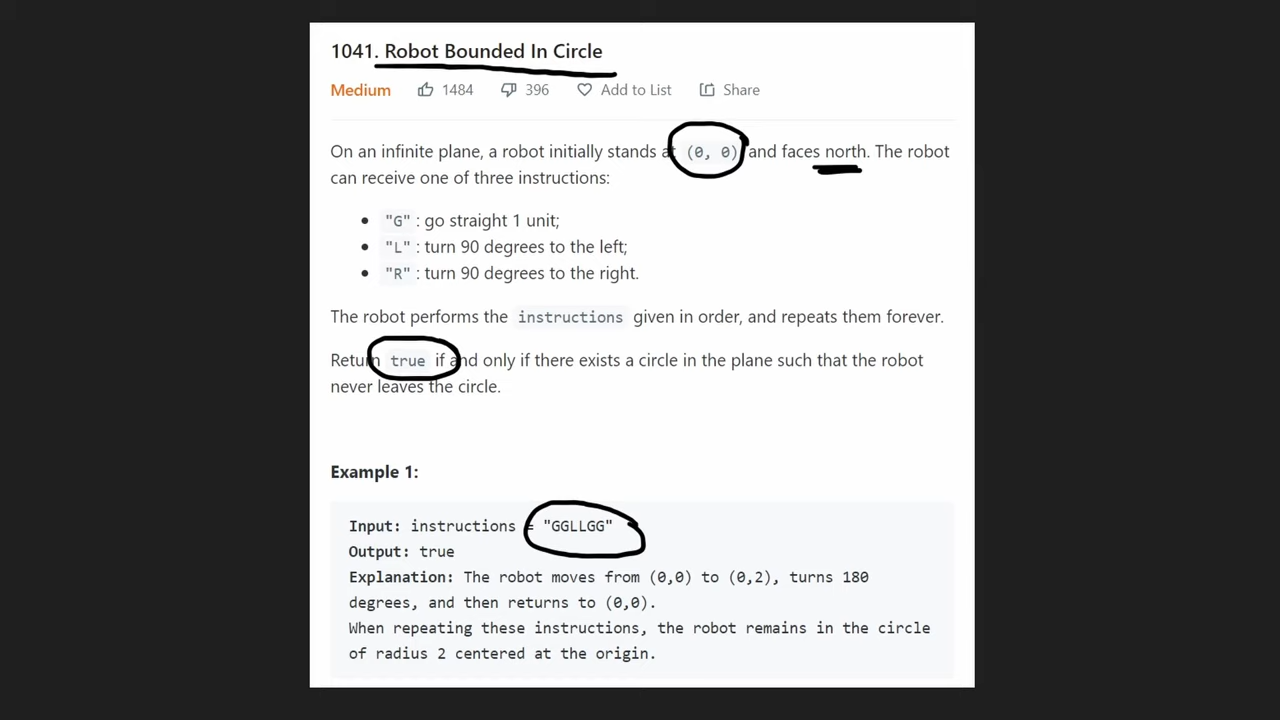 1041. Robot Bounded In Circle
Medium 1484 396 Add to List Share
On an infinite plane, a robot initially stands at (0, 0) and faces north. The robot
can receive one of three instructions:
• "G" : go straight 1 unit;
• "L" : turn 90 degrees to the left;
• "R" : turn 90 degrees to the right.
The robot performs the instructions given in order, and repeats them forever.
Return true if and only if there exists a circle in the plane such that the robot
never leaves the circle.
Example 1:
Input: instructions = "GGLLGG"
Output: true
Explanation: The robot moves from (0,0) to (0,2), turns 180
degrees, and then returns to (0,0).
When repeating these instructions, the robot remains in the circle
of radius 2 centered at the origin.